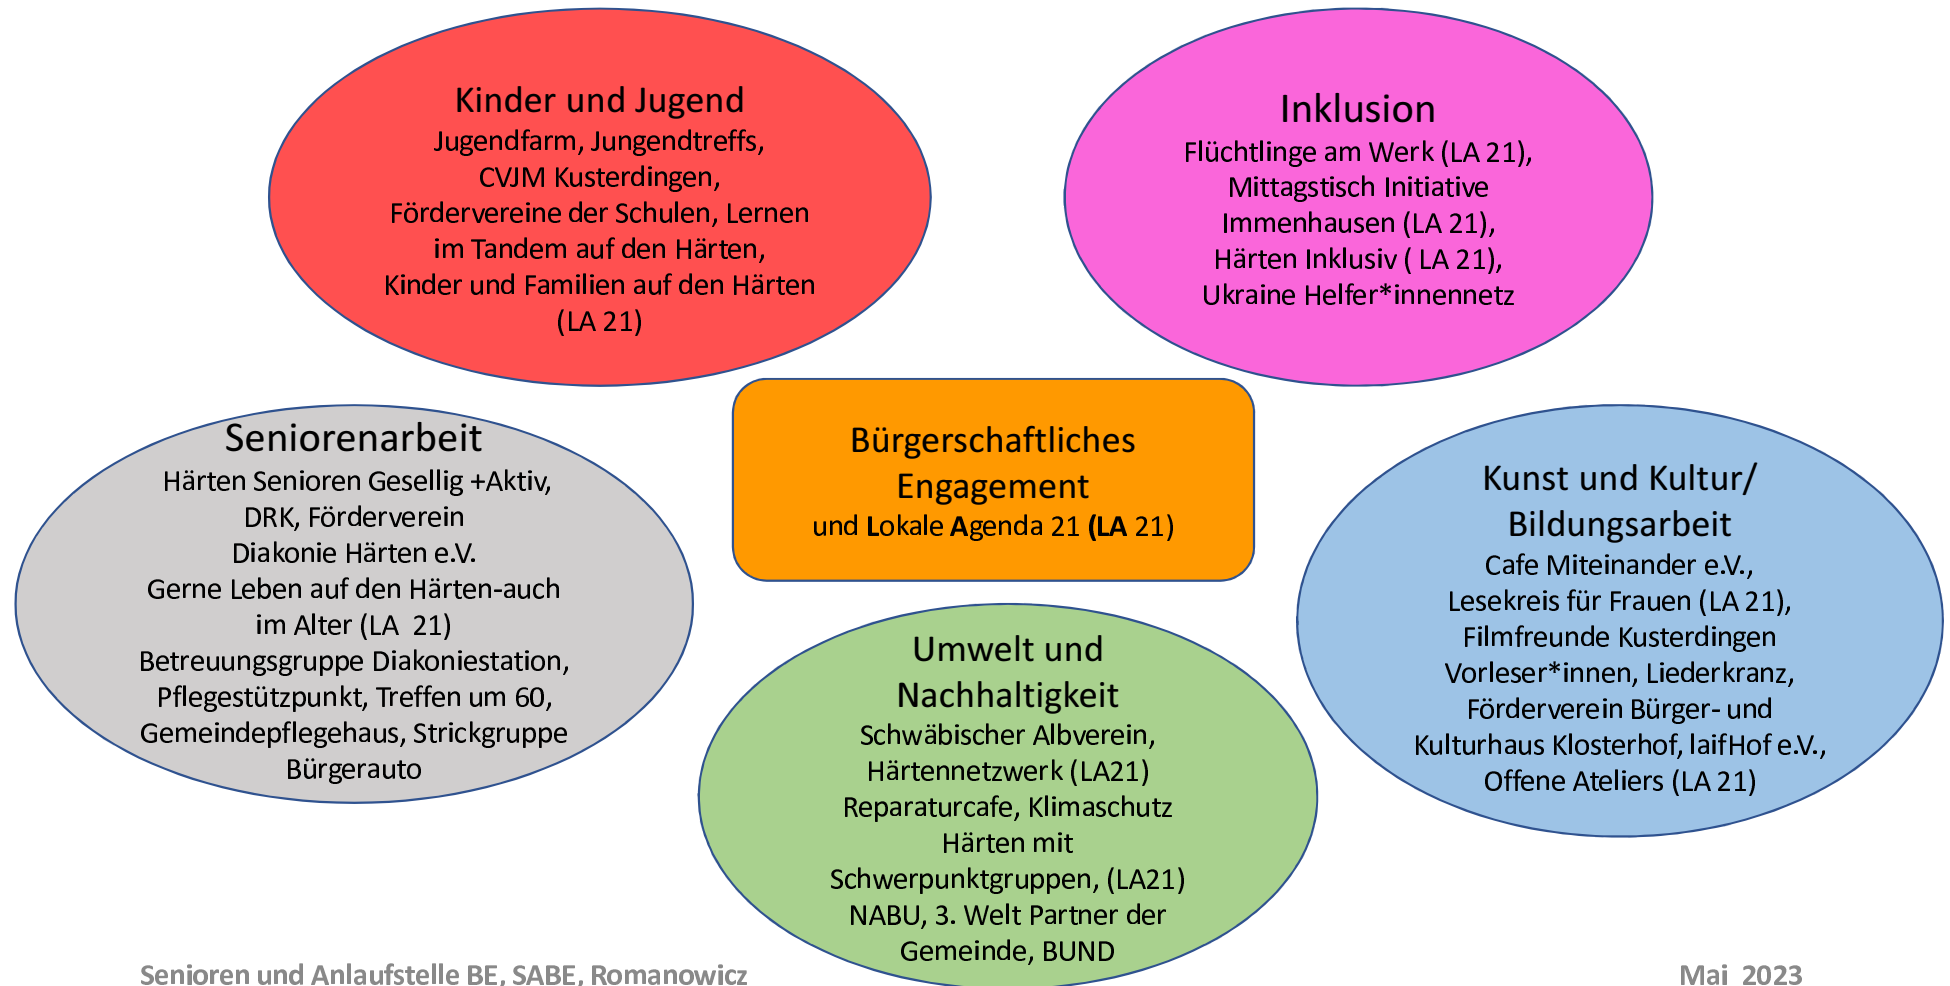 Kinder und Jugend
Jugendfarm, Jungendtreffs,
CVJM Kusterdingen,
Fördervereine der Schulen, Lernen
im Tandem auf den Härten,
Kinder und Familien auf den Härten
(LA 21)
Inklusion
Flüchtlinge am Werk (LA 21),
Mittagstisch Initiative
Immenhausen (LA 21),
Härten Inklusiv ( LA 21),
Ukraine Helfer*innennetz
Seniorenarbeit
Härten Senioren Gesellig +Aktiv,
DRK, Förderverein
Diakonie Härten e.V.
Gerne Leben auf den Härten-auch
im Alter (LA  21)
Betreuungsgruppe Diakoniestation,
Pflegestützpunkt, Treffen um 60,
Gemeindepflegehaus, Strickgruppe
Bürgerauto
Bürgerschaftliches
Engagement
und Lokale Agenda 21 (LA 21)
Kunst und Kultur/
Bildungsarbeit
Cafe Miteinander e.V.,
Lesekreis für Frauen (LA 21),
Filmfreunde Kusterdingen
Vorleser*innen, Liederkranz,
Förderverein Bürger- und
Kulturhaus Klosterhof, laifHof e.V.,
Offene Ateliers (LA 21)
Umwelt und
Nachhaltigkeit
Schwäbischer Albverein,
Härtennetzwerk (LA21)
Reparaturcafe, Klimaschutz
Härten mit
Schwerpunktgruppen, (LA21)
NABU, 3. Welt Partner der
Gemeinde, BUND
Senioren und Anlaufstelle BE, SABE, Romanowicz
Mai  2023